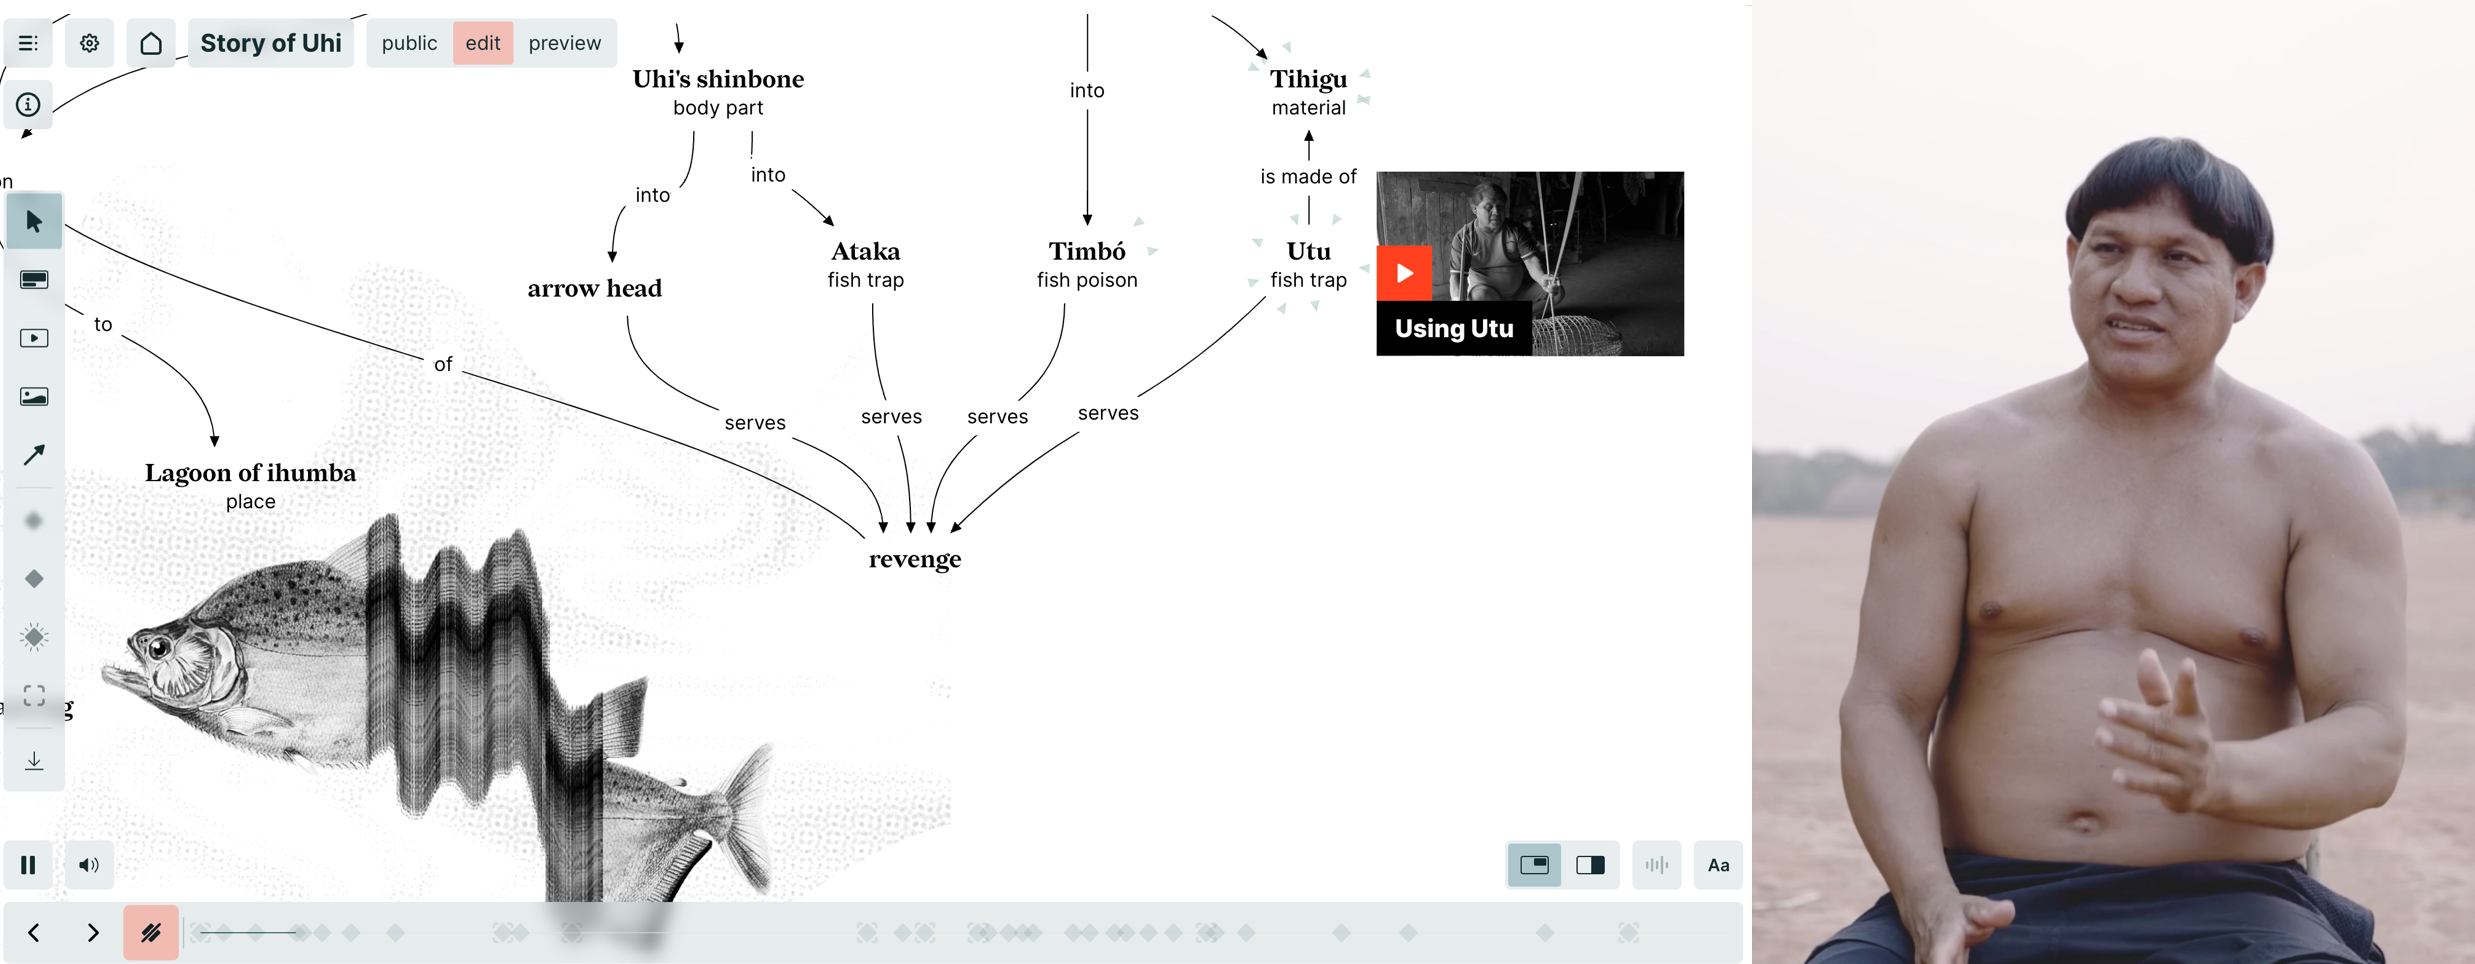 Story of Uhi
public
edit
preview
Uhi's shinbone
body part
into
Tihigu
material
into
into
is made of
Ataka
fish trap
Timbó
fish poison
Utu
fish trap
arrow head
Using Utu
to
of
serves
serves
serves
serves
Lagoon of ihumba
place
revenge
Aa